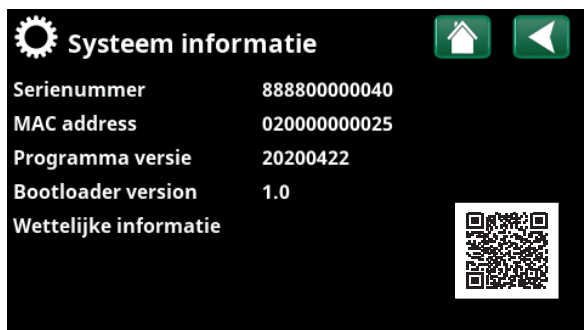 Systeem informatie
Serienummer 888800000040
MAC address 020000000025
Programma versie 20200422
Bootloader version 1.0
Wettelijke informatie